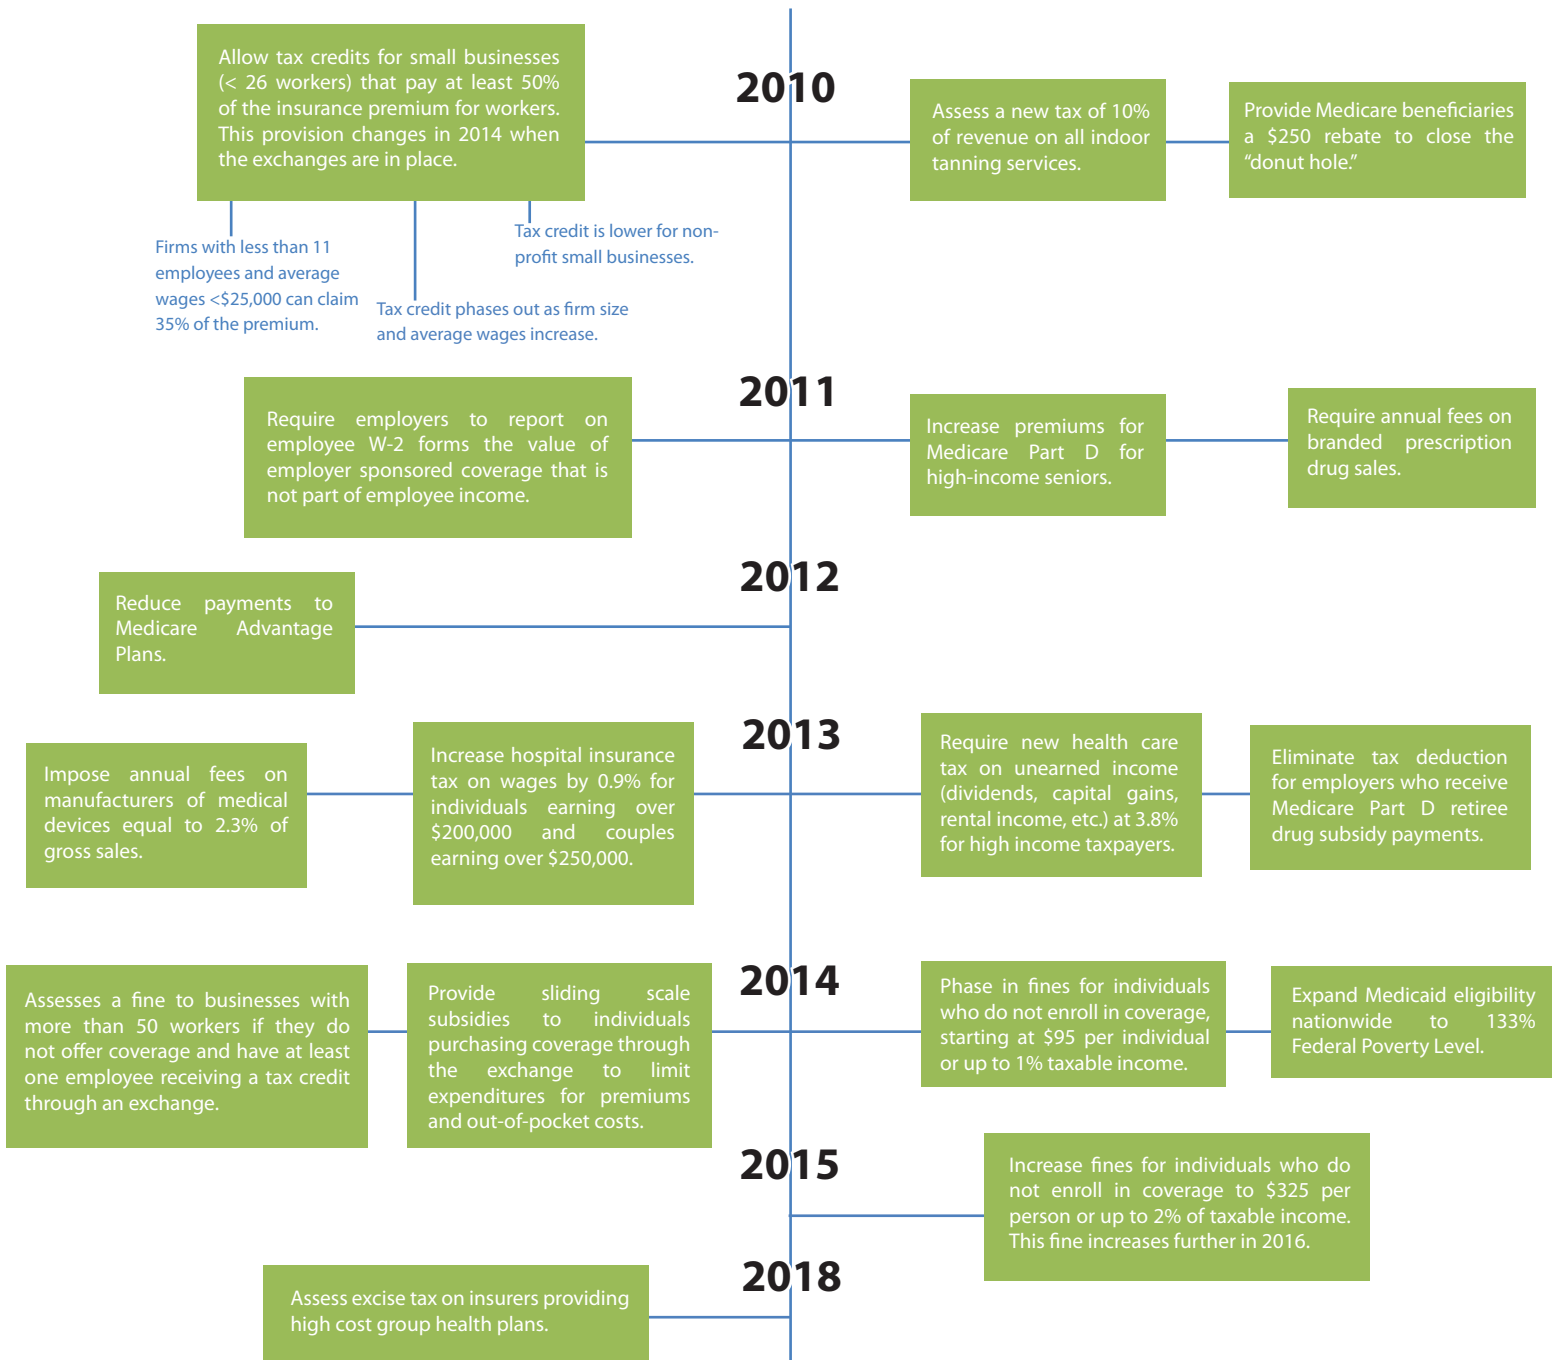 2010
Allow tax credits for small businesses
(< 26 workers) that pay at least 50%
of the insurance premium for workers.
This provision changes in 2014 when
the exchanges are in place.
Firms with less than 11
employees and average
wages <$25,000 can claim
35% of the premium.
Tax credit phases out as firm size
and average wages increase.
Tax credit is lower for non-
profit small businesses.
Assess a new tax of 10%
of revenue on all indoor
tanning services.
Provide Medicare beneficiaries
a $250 rebate to close the
“donut hole.”
2011
Require employers to report on
employee W-2 forms the value of
employer sponsored coverage that is
not part of employee income.
Increase premiums for
Medicare Part D for
high-income seniors.
Require annual fees on
branded prescription
drug sales.
2012
Reduce payments to
Medicare Advantage
Plans.
2013
Impose annual fees on
manufacturers of medical
devices equal to 2.3% of
gross sales.
Increase hospital insurance
tax on wages by 0.9% for
individuals earning over
$200,000 and couples
earning over $250,000.
Require new health care
tax on unearned income
(dividends, capital gains,
rental income, etc.) at 3.8%
for high income taxpayers.
Eliminate tax deduction
for employers who receive
Medicare Part D retiree
drug subsidy payments.
2014
Assesses a fine to businesses with
more than 50 workers if they do
not offer coverage and have at least
one employee receiving a tax credit
through an exchange.
Provide sliding scale
subsidies to individuals
purchasing coverage through
the exchange to limit
expenditures for premiums
and out-of-pocket costs.
Phase in fines for individuals
who do not enroll in coverage,
starting at $95 per individual
or up to 1% taxable income.
Expand Medicaid eligibility
nationwide to 133%
Federal Poverty Level.
2015
Increase fines for individuals who do
not enroll in coverage to $325 per
person or up to 2% of taxable income.
This fine increases further in 2016.
2018
Assess excise tax on insurers providing
high cost group health plans.